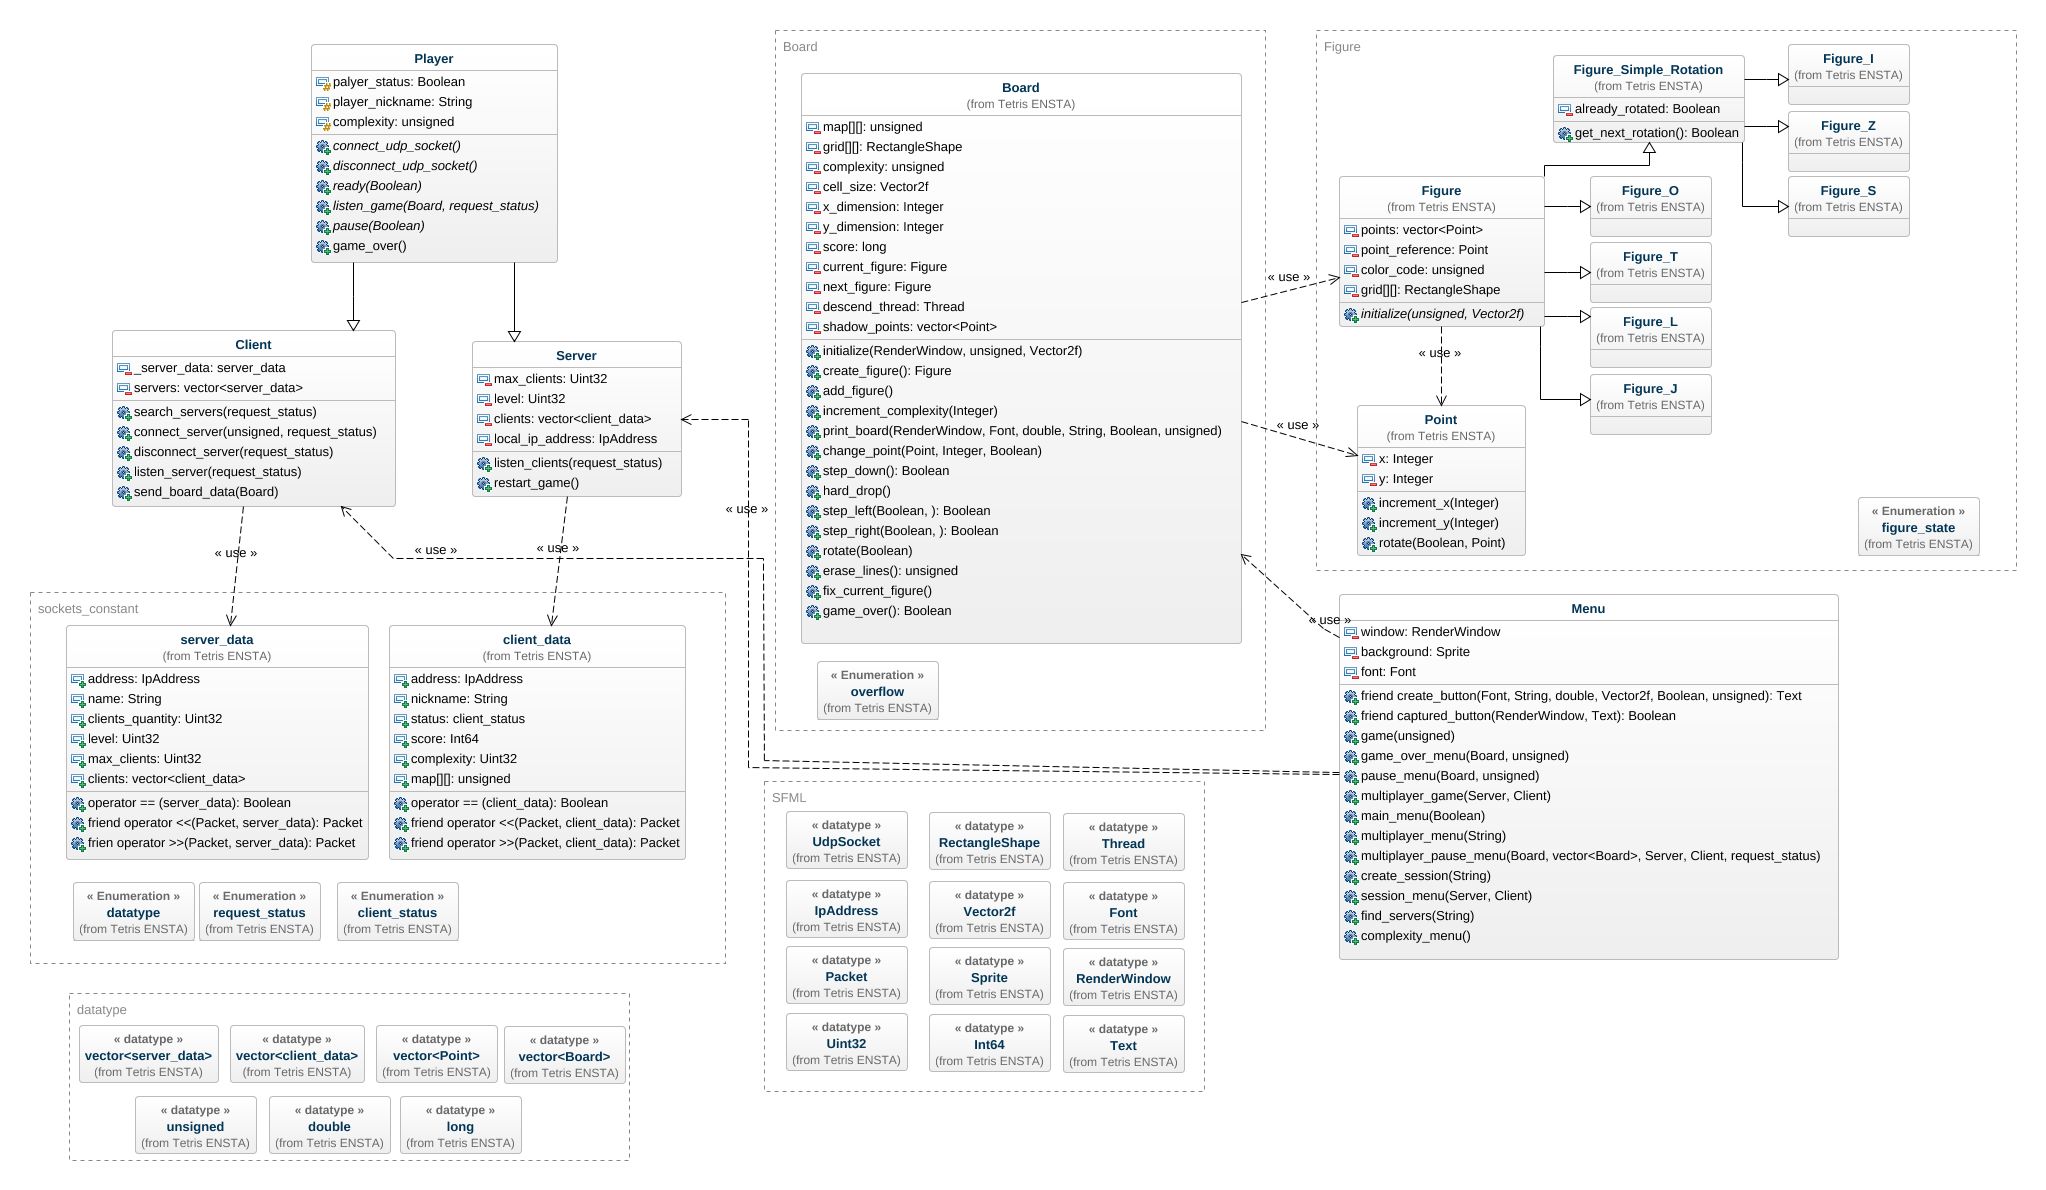 Player
palyer_status: Boolean
player_nickname: String
complexity: unsigned
connect_udp_socket()
disconnect_udp_socket()
ready(Boolean)
listen_game(Board, request_status)
pause(Boolean)
game_over()
Client
_server_data: server_data
servers: vector<server_data>
search_servers(request_status)
connect_server(unsigned, request_status)
disconnect_server(request_status)
listen_server(request_status)
send_board_data(Board)
Server
max_clients: Uint32
level: Uint32
clients: vector<client_data>
local_ip_address: IpAddress
listen_clients(request_status)
restart_game()
« use »
« use »
« use »
« use »
sockets_constant
server_data
(from Tetris ENSTA)
address: IpAddress
name: String
clients_quantity: Uint32
level: Uint32
max_clients: Uint32
clients: vector<client_data>
operator == (server_data): Boolean
friend operator <<(Packet, server_data): Packet
frien operator >>(Packet, server_data): Packet
client_data
(from Tetris ENSTA)
address: IpAddress
nickname: String
status: client_status
score: Int64
complexity: Uint32
map[][]: unsigned
operator == (client_data): Boolean
friend operator <<(Packet, client_data): Packet
friend operator >>(Packet, client_data): Packet
« Enumeration »
datatype
(from Tetris ENSTA)
« Enumeration »
request_status
(from Tetris ENSTA)
« Enumeration »
client_status
(from Tetris ENSTA)
datatype
« datatype »
vector<server_data>
(from Tetris ENSTA)
« datatype »
vector<client_data>
(from Tetris ENSTA)
« datatype »
vector<Point>
(from Tetris ENSTA)
« datatype »
vector<Board>
(from Tetris ENSTA)
« datatype »
unsigned
(from Tetris ENSTA)
« datatype »
double
(from Tetris ENSTA)
« datatype »
long
(from Tetris ENSTA)
Board
Board
(from Tetris ENSTA)
map[][]: unsigned
grid[][]: RectangleShape
complexity: unsigned
cell_size: Vector2f
x_dimension: Integer
y_dimension: Integer
score: long
current_figure: Figure
next_figure: Figure
descend_thread: Thread
shadow_points: vector<Point>
initialize(RenderWindow, unsigned, Vector2f)
create_figure(): Figure
add_figure()
increment_complexity(Integer)
print_board(RenderWindow, Font, double, String, Boolean, unsigned)
change_point(Point, Integer, Boolean)
step_down(): Boolean
hard_drop()
step_left(Boolean, ): Boolean
step_right(Boolean, ): Boolean
rotate(Boolean)
erase_lines(): unsigned
fix_current_figure()
game_over(): Boolean
« Enumeration »
overflow
(from Tetris ENSTA)
« use »
« use »
« use »
SFML
« datatype »
UdpSocket
(from Tetris ENSTA)
« datatype »
RectangleShape
(from Tetris ENSTA)
« datatype »
Thread
(from Tetris ENSTA)
« datatype »
IpAddress
(from Tetris ENSTA)
« datatype »
Vector2f
(from Tetris ENSTA)
« datatype »
Font
(from Tetris ENSTA)
« datatype »
Packet
(from Tetris ENSTA)
« datatype »
Sprite
(from Tetris ENSTA)
« datatype »
RenderWindow
(from Tetris ENSTA)
« datatype »
Uint32
(from Tetris ENSTA)
« datatype »
Int64
(from Tetris ENSTA)
« datatype »
Text
(from Tetris ENSTA)
Figure
Figure_Simple_Rotation
(from Tetris ENSTA)
already_rotated: Boolean
get_next_rotation(): Boolean
Figure_I
(from Tetris ENSTA)
Figure_Z
(from Tetris ENSTA)
Figure_S
(from Tetris ENSTA)
Figure
(from Tetris ENSTA)
points: vector<Point>
point_reference: Point
color_code: unsigned
grid[][]: RectangleShape
initialize(unsigned, Vector2f)
Figure_O
(from Tetris ENSTA)
Figure_T
(from Tetris ENSTA)
Figure_L
(from Tetris ENSTA)
Figure_J
(from Tetris ENSTA)
« use »
Point
(from Tetris ENSTA)
x: Integer
y: Integer
increment_x(Integer)
increment_y(Integer)
rotate(Boolean, Point)
« Enumeration »
figure_state
(from Tetris ENSTA)
Menu
window: RenderWindow
background: Sprite
font: Font
friend create_button(Font, String, double, Vector2f, Boolean, unsigned): Text
friend captured_button(RenderWindow, Text): Boolean
game(unsigned)
game_over_menu(Board, unsigned)
pause_menu(Board, unsigned)
multiplayer_game(Server, Client)
main_menu(Boolean)
multiplayer_menu(String)
multiplayer_pause_menu(Board, vector<Board>, Server, Client, request_status)
create_session(String)
session_menu(Server, Client)
find_servers(String)
complexity_menu()